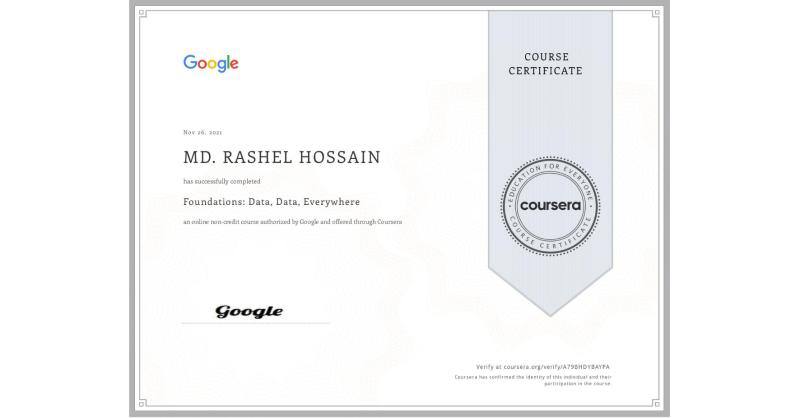 Google
COURSE
CERTIFICATE
Nov 26, 2021
MD. RASHEL HOSSAIN
has successfully completed
Foundations: Data, Data, Everywhere
an online non-credit course authorized by Google and offered through Coursera
EDUCATION FOR EVERYONE
coursera
COURSE CERTIFICATE
Google
Verify at coursera.org/verify/A79BHDYBAYPA
Coursera has confirmed the identity of this individual and their
participation in the course.